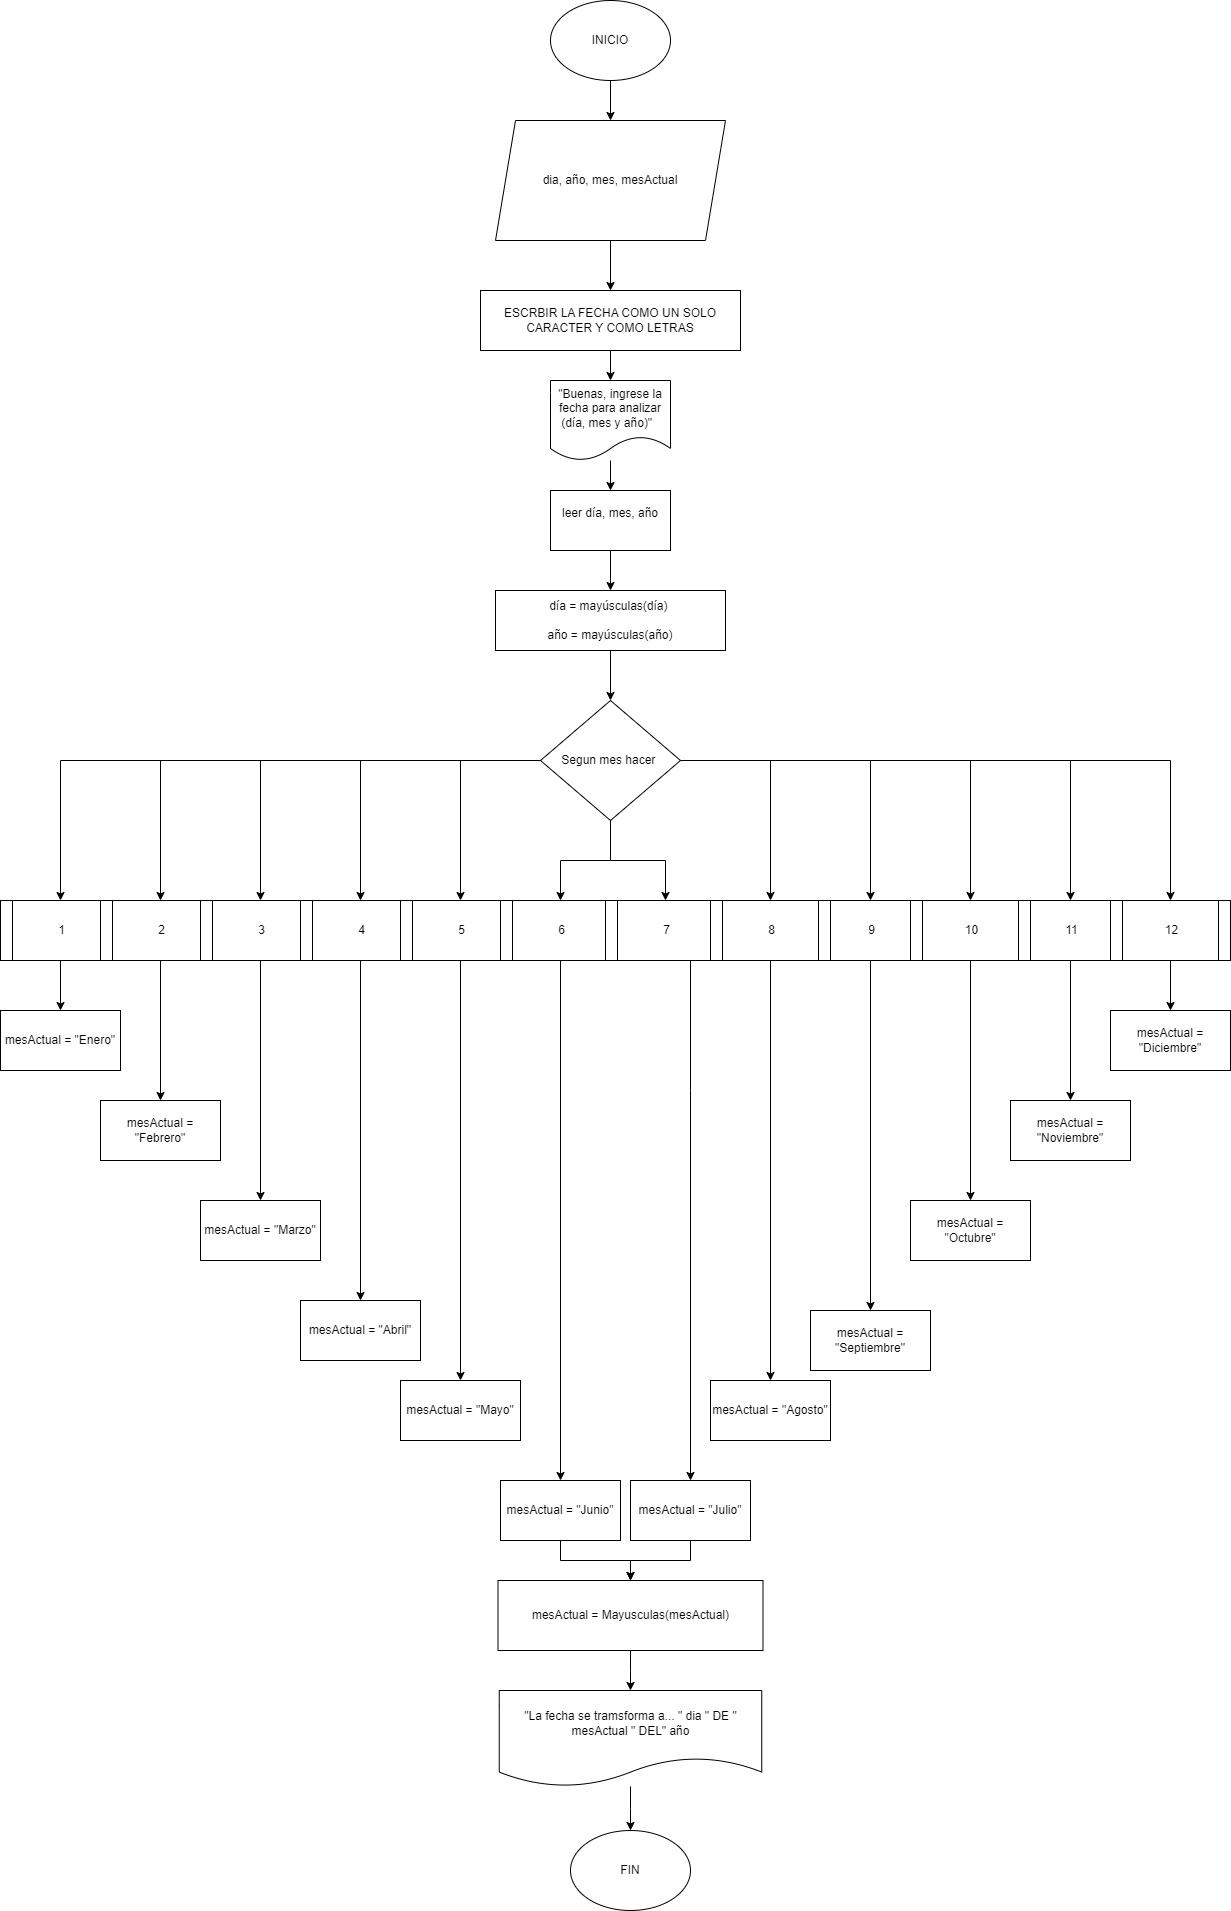 INICIO
dia, año, mes, mesActual
ESCRBIR LA FECHA COMO UN SOLO
CARACTER Y COMO LETRAS
"Buenas, ingrese la
fecha para analizar
(día, mes y año)"
leer día, mes, año
día = mayúsculas(día)
año = mayúsculas(año)
Segun mes hacer
1
2
3
4
5
6
7
8
9
10
11
12
mesActual = "Enero"
mesActual =
"Diciembre"
mesActual =
"Febrero"
mesActual =
"Noviembre"
mesActual = "Marzo"
mesActual =
"Octubre"
mesActual = "Abril"
mesActual =
"Septiembre"
mesActual = "Mayo"
mesActual = "Agosto"
mesActual = "Junio"
mesActual = "Julio"
mesActual = Mayusculas(mesActual)
"La fecha se tramsforma a... " dia " DE "
mesActual " DEL" año
FIN